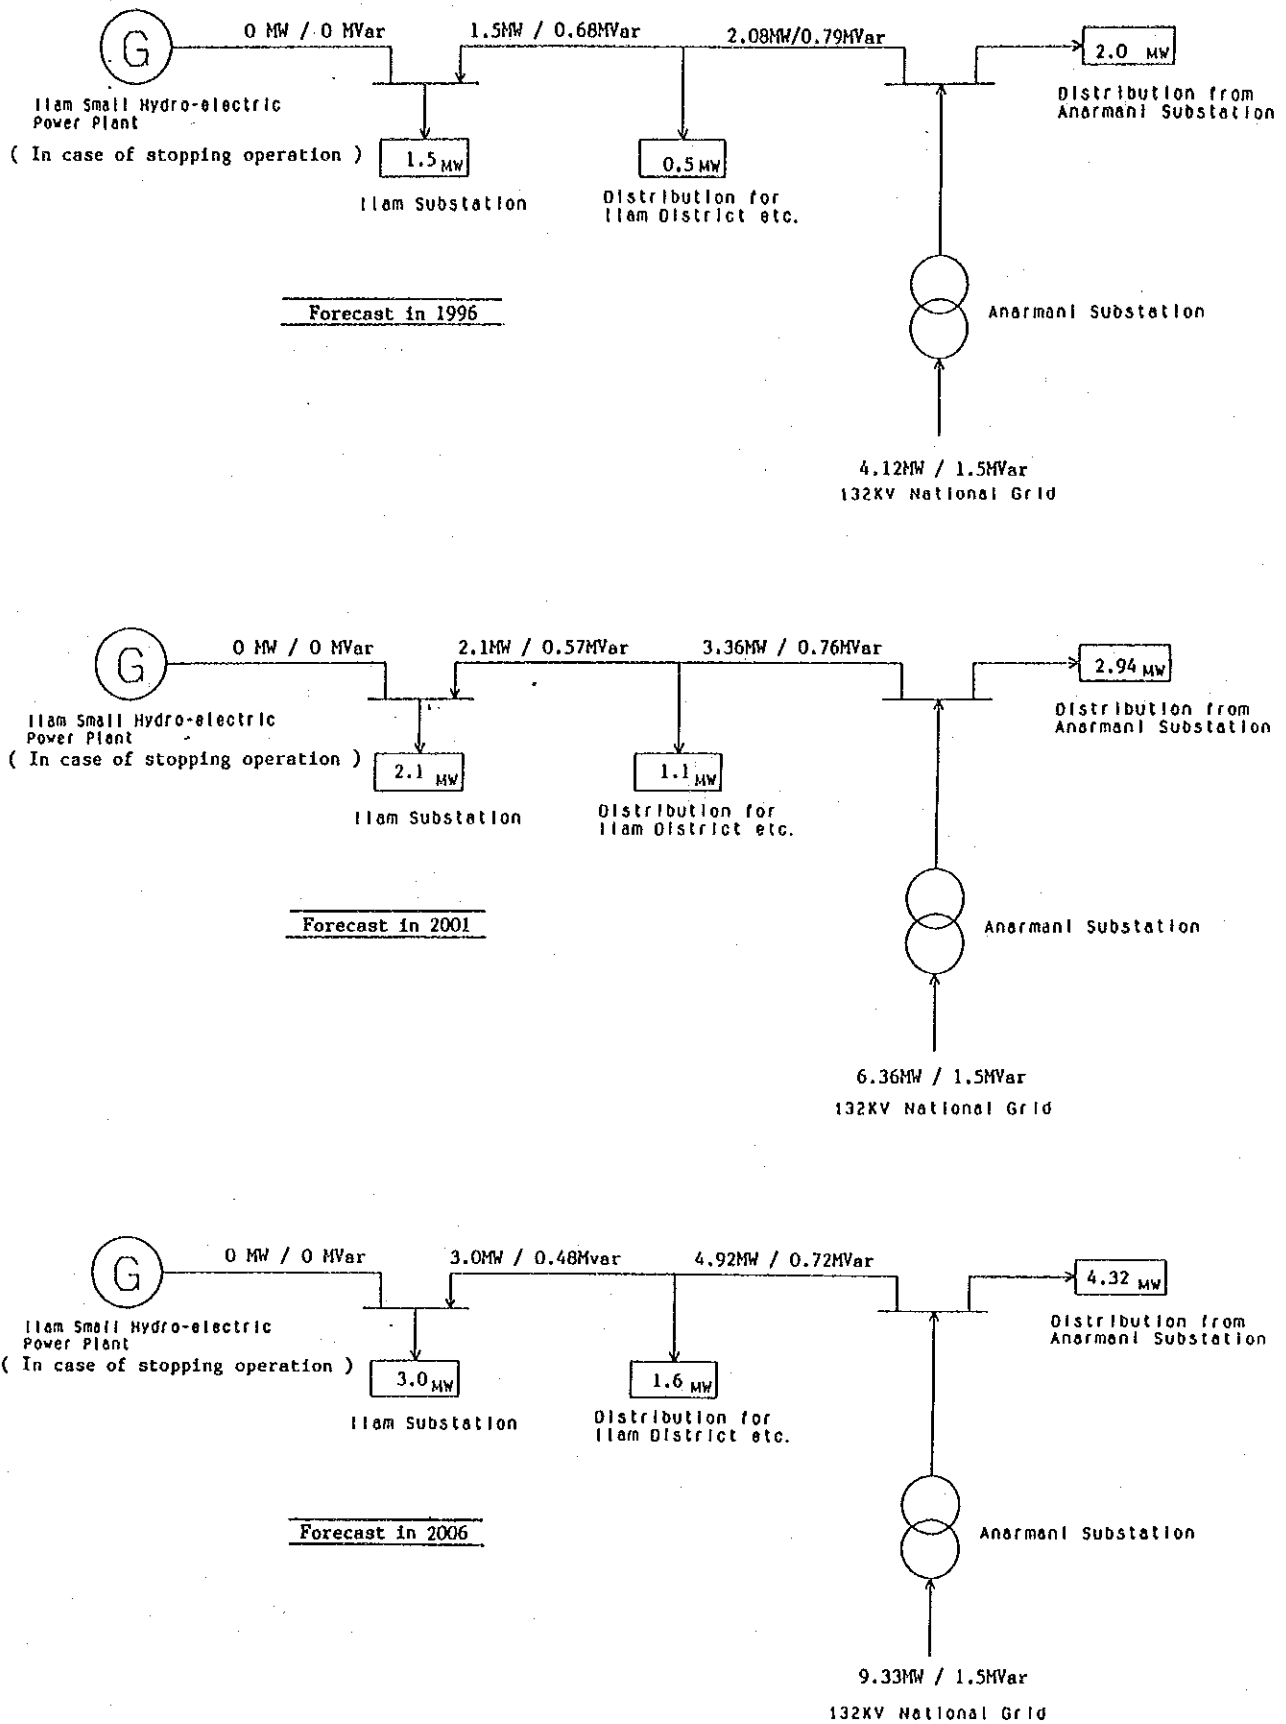 G
0 MW / 0 MVar
1.5MW / 0.68MVar
2.08MW/0.79MVar
2.0 MW
Ilam Small Hydro-electric
Power Plant
( In case of stopping operation )
1.5 MW
Ilam Substation
0.5 MW
Distribution for
Ilam District etc.
Distribution from
Anarmani Substation
Forecast in 1996
Anarmani Substation
4.12MW / 1.5MVar
132KV National Grid
G
0 MW / 0 MVar
2.1MW / 0.57MVar
3.36MW / 0.76MVar
2.94 MW
Ilam Small Hydro-electric
Power Plant
( In case of stopping operation )
2.1 MW
Ilam Substation
1.1 MW
Distribution for
Ilam District etc.
Distribution from
Anarmani Substation
Forecast in 2001
Anarmani Substation
6.36MW / 1.5MVar
132KV National Grid
G
0 MW / 0 MVar
3.0MW / 0.48Mvar
4.92MW / 0.72MVar
4.32 MW
Ilam Small Hydro-electric
Power Plant
( In case of stopping operation )
3.0 MW
Ilam Substation
1.6 MW
Distribution for
Ilam District etc.
Distribution from
Anarmani Substation
Forecast in 2006
Anarmani Substation
9.33MW / 1.5MVar
132KV National Grid